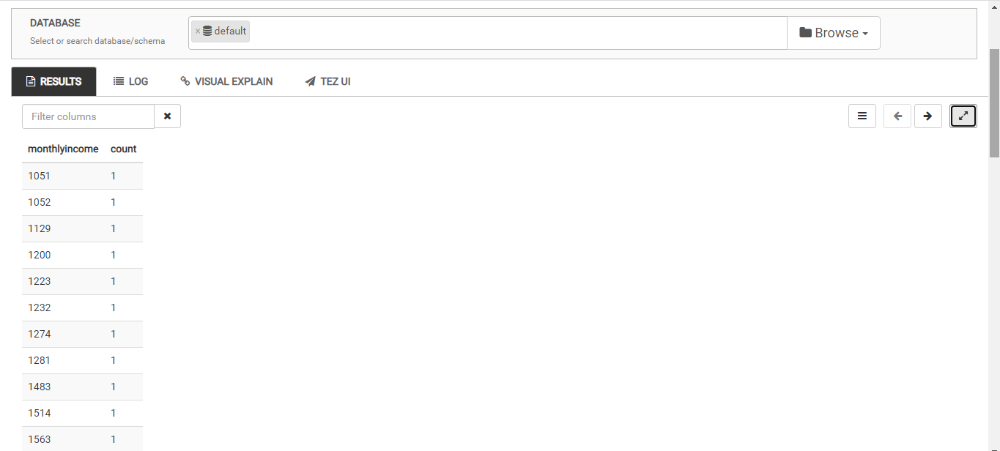 DATABASE
Select or search database/schema
× default
Browse
RESULTS
LOG
VISUAL EXPLAIN
TEZ UI
Filter columns
monthlyincome count
1051 1
1052 1
1129 1
1200 1
1223 1
1232 1
1274 1
1281 1
1483 1
1514 1
1563 1